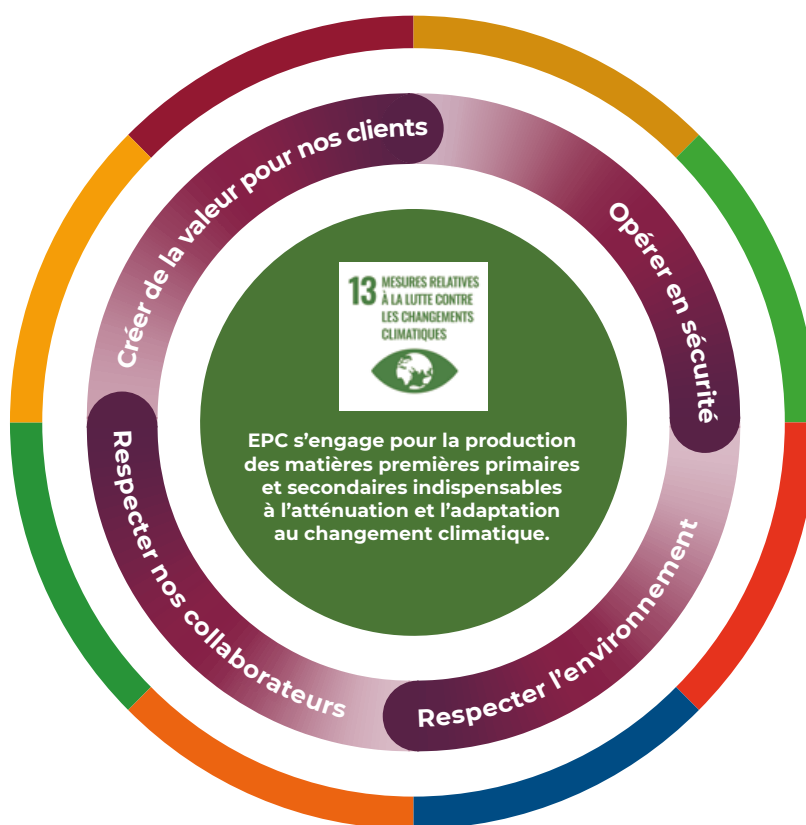 Créer de la valeur pour nos clients
Opérer en sécurité
13 MESURES RELATIVES
À LA LUTTE CONTRE
LES CHANGEMENTS
CLIMATIQUES
EPC s’engage pour la production
des matières premières primaires
et secondaires indispensables
à l’atténuation et l’adaptation
au changement climatique.
Respecter nos collaborateurs
Respecter l’environnement